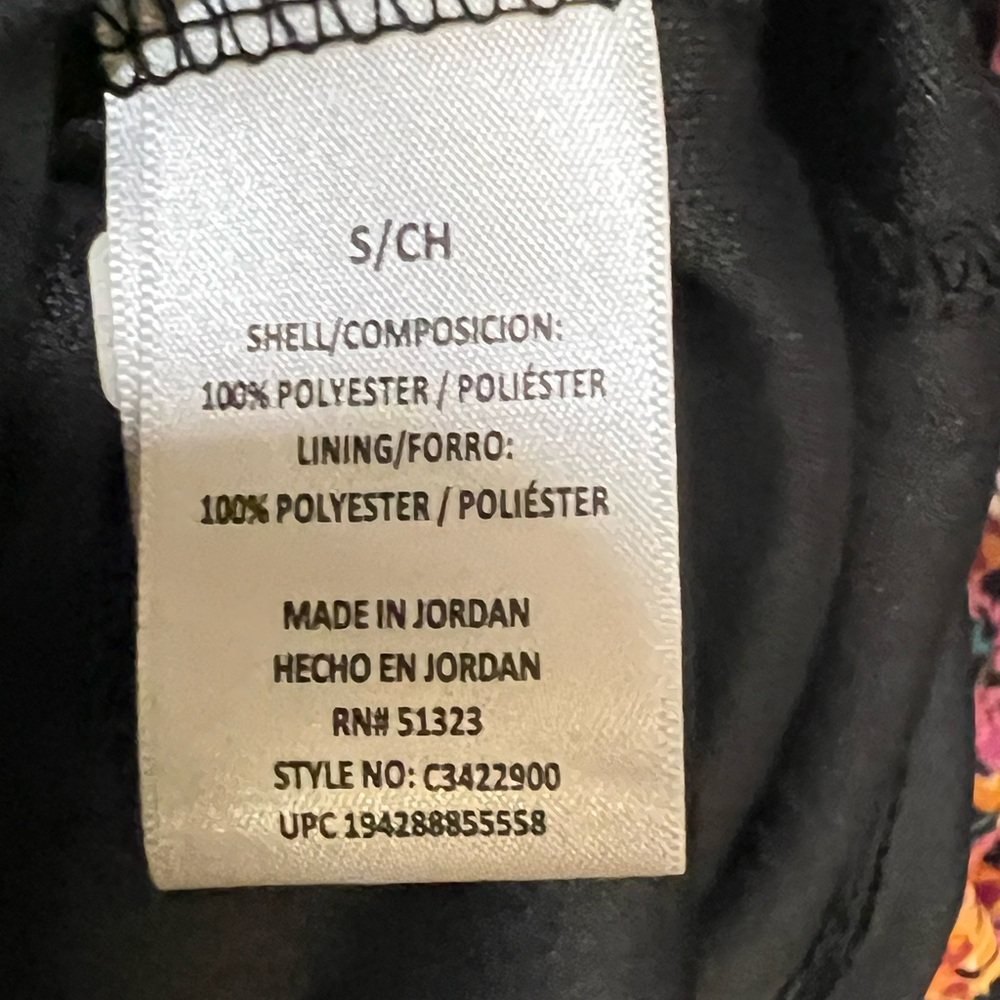 S/CH
SHELL/COMPOSICION:
100% POLYESTER / POLIÉSTER
LINING/FORRO:
100% POLYESTER / POLIÉSTER
MADE IN JORDAN
HECHO EN JORDAN
RN# 51323
STYLE NO: C3422900
UPC 194288855558